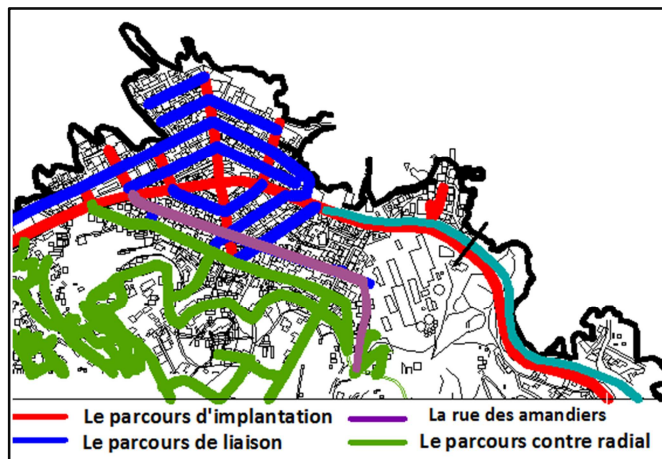 Le parcours d'implantation
La rue des amandiers
Le parcours de liaison
Le parcours contre radial